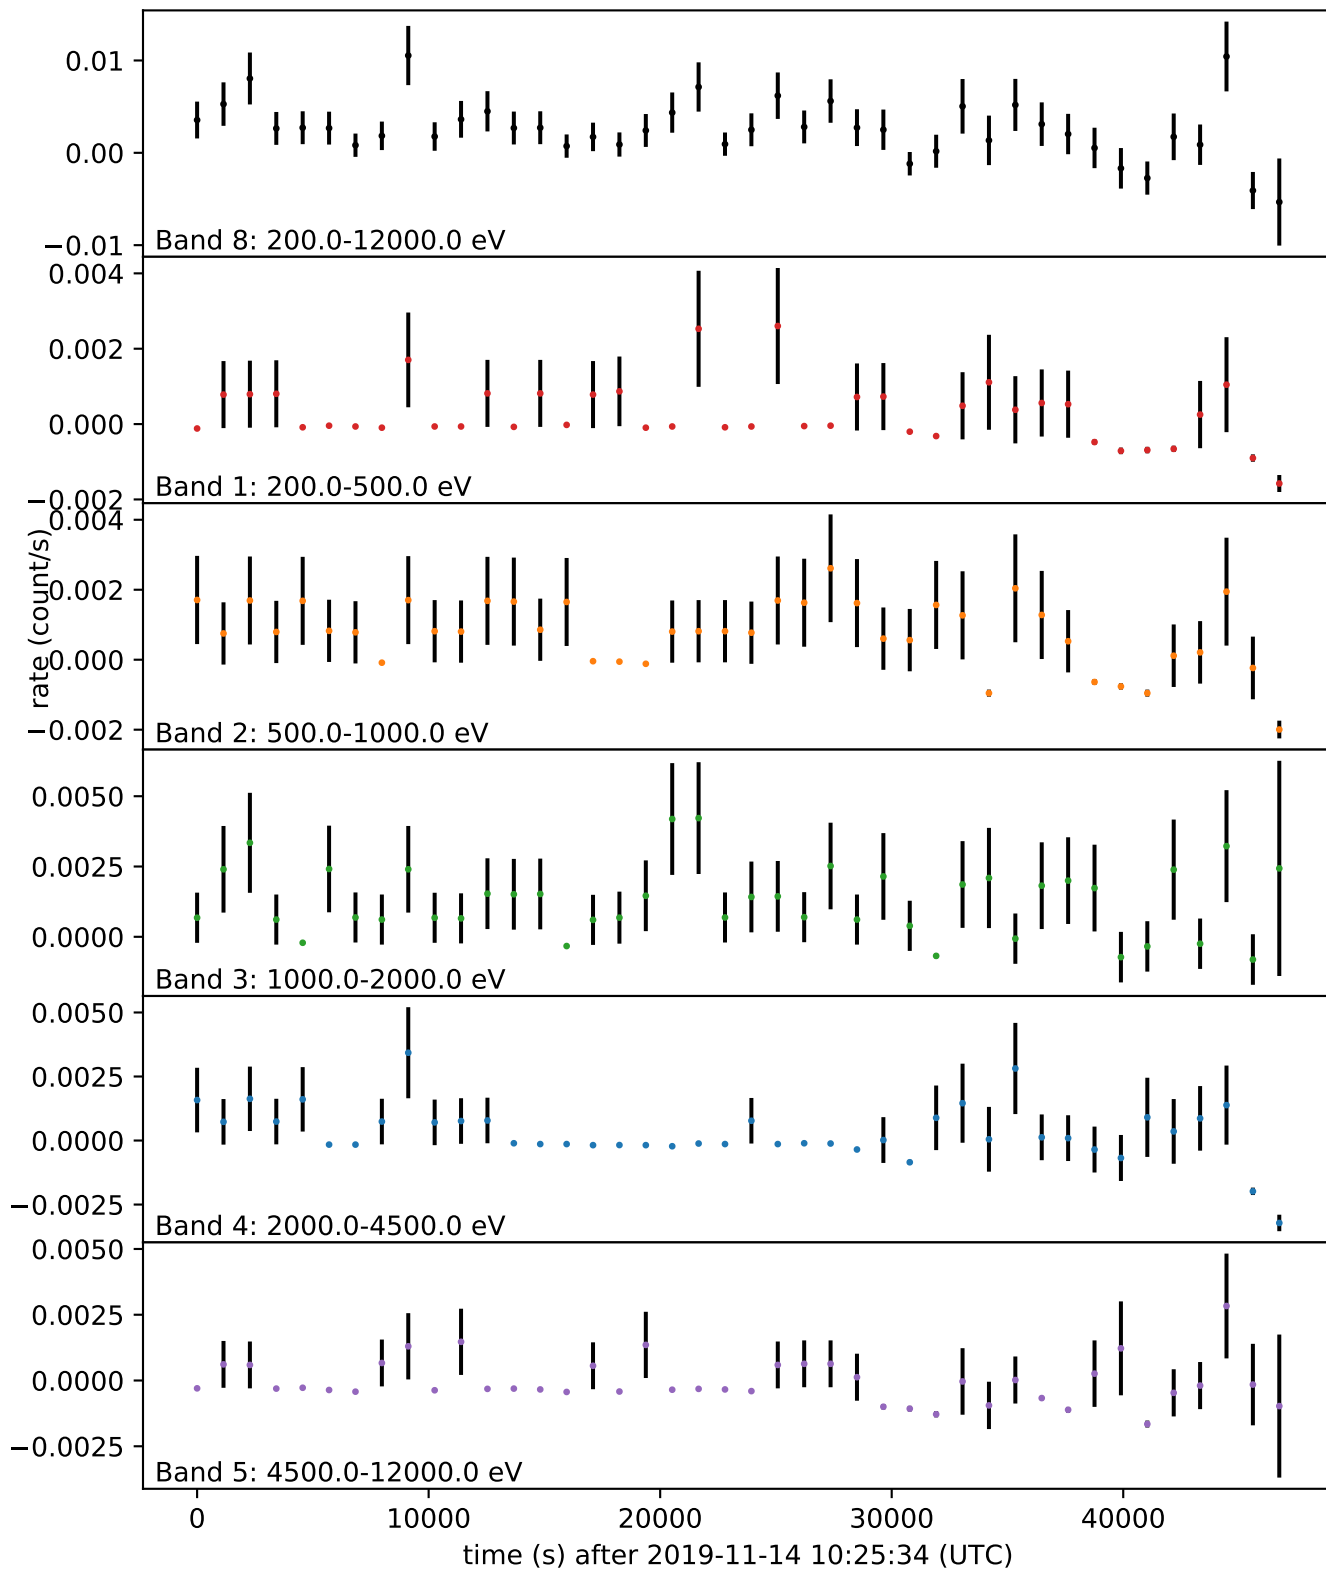 0.01
0.00
−0.01
Band 8: 200.0-12000.0 eV
0.004
0.002
0.000
−0.002
Band 1: 200.0-500.0 eV
rate (count/s)
0.004
0.002
0.000
−0.002
Band 2: 500.0-1000.0 eV
0.0050
0.0025
0.0000
Band 3: 1000.0-2000.0 eV
0.0050
0.0025
0.0000
−0.0025
Band 4: 2000.0-4500.0 eV
0.0050
0.0025
0.0000
−0.0025
Band 5: 4500.0-12000.0 eV
0 10000 20000 30000 40000
time (s) after 2019-11-14 10:25:34 (UTC)